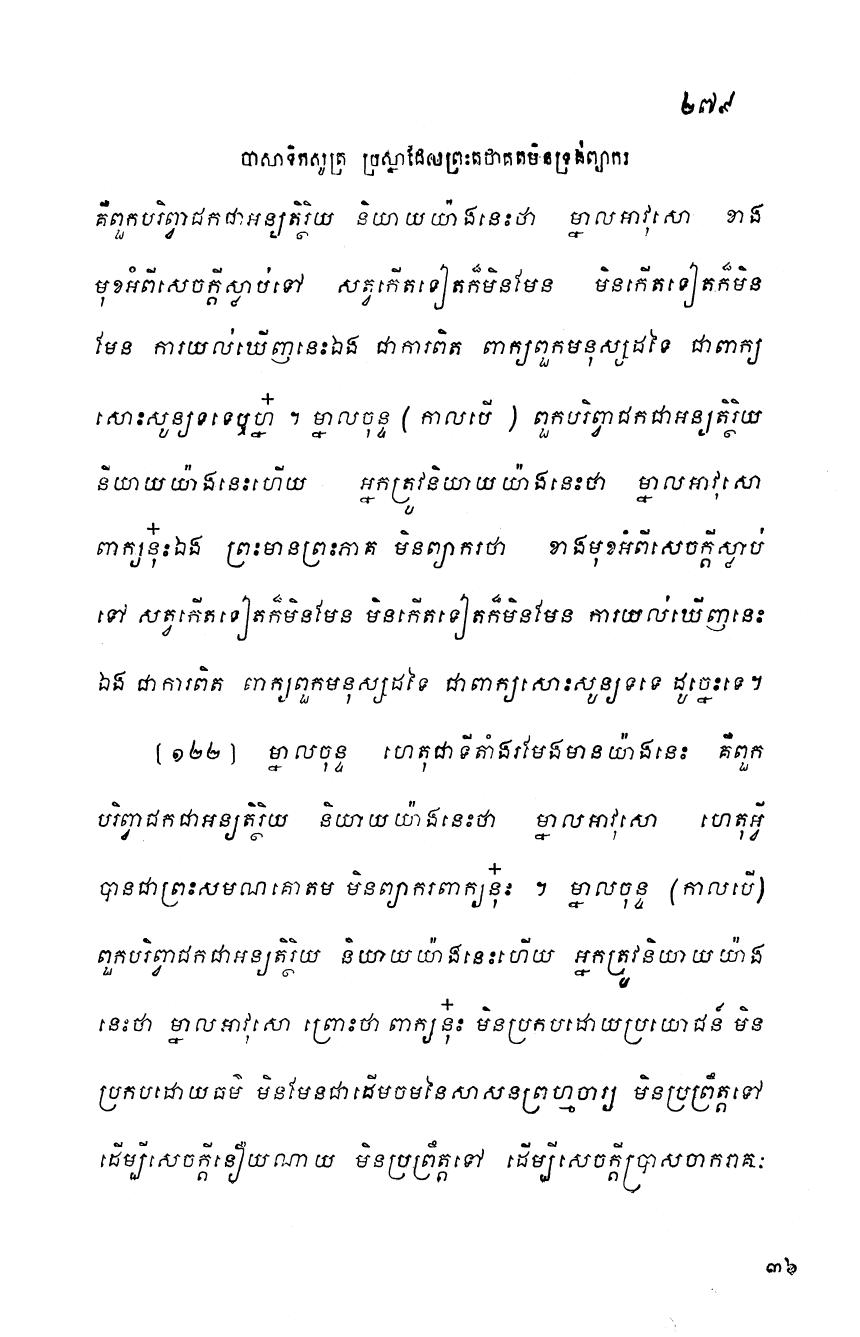 ២៧៩
បាសាទិកសូត្រ ប្រស្នាដែលព្រះតថាគតមិនទ្រង់ព្យាករ
គឺពួកបរិព្វាជកជាអន្យតិរ្ថិយ និយាយយ៉ាងនេះថា ម្នាលអាវុសោ ខាង
មុខអំពីសេចក្តីស្លាប់ទៅ សត្វកើតទៀតក៏មិនមែន មិនកើតទៀតក៏មិន
មែន ការយល់ឃើញនេះឯង ជាការពិត ពាក្យពួកមនុស្សដទៃ ជាពាក្យ
សោះសូន្យទទេឬហ្ន៎ ។ ម្នាលចុន្ទ ( កាលបើ ) ពួកបរិព្វាជកជាអន្យតិរ្ថិយ
និយាយយ៉ាងនេះហើយ អ្នកត្រូវនិយាយយ៉ាងនេះថា ម្នាលអាវុសោ
ពាក្យនុ៎ះឯង ព្រះមានព្រះភាគ មិនព្យាករថា ខាងមុខអំពីសេចក្តីស្លាប់
ទៅ សត្វកើតទៀតក៏មិនមែន មិនកើតទៀតក៏មិនមែន ការយល់ឃើញនេះ
ឯង ជាការពិត ពាក្យពួកមនុស្សដទៃ ជាពាក្យសោះសូន្យទទេ ដូច្នេះទេ។
[ ១២២ ] ម្នាលចុន្ទ ហេតុជាទីតាំងរមែងមានយ៉ាងនេះ គឺពួក
បរិព្វាជកជាអន្យតិរ្ថិយ និយាយយ៉ាងនេះថា ម្នាលអាវុសោ ហេតុអ្វី
បានជាព្រះសមណគោតម មិនព្យាករពាក្យនុ៎ះ ។ ម្នាលចុន្ទ (កាលបើ)
ពួកបរិព្វាជកជាអន្យតិរ្ថិយ និយាយយ៉ាងនេះហើយ អ្នកត្រូវនិយាយយ៉ាង
នេះថា ម្នាលអាវុសោ ព្រោះថា ពាក្យនុ៎ះ មិនប្រកបដោយប្រយោជន៍ មិន
ប្រកបដោយធម៌ មិនមែនជាដើមចមនៃសាសនព្រហ្មចារ្យ មិនប្រព្រឹត្តទៅ
ដើម្បីសេចក្តីនឿយណាយ មិនប្រព្រឹត្តទៅ ដើម្បីសេចក្តីប្រាសចាករាគៈ
៣៦